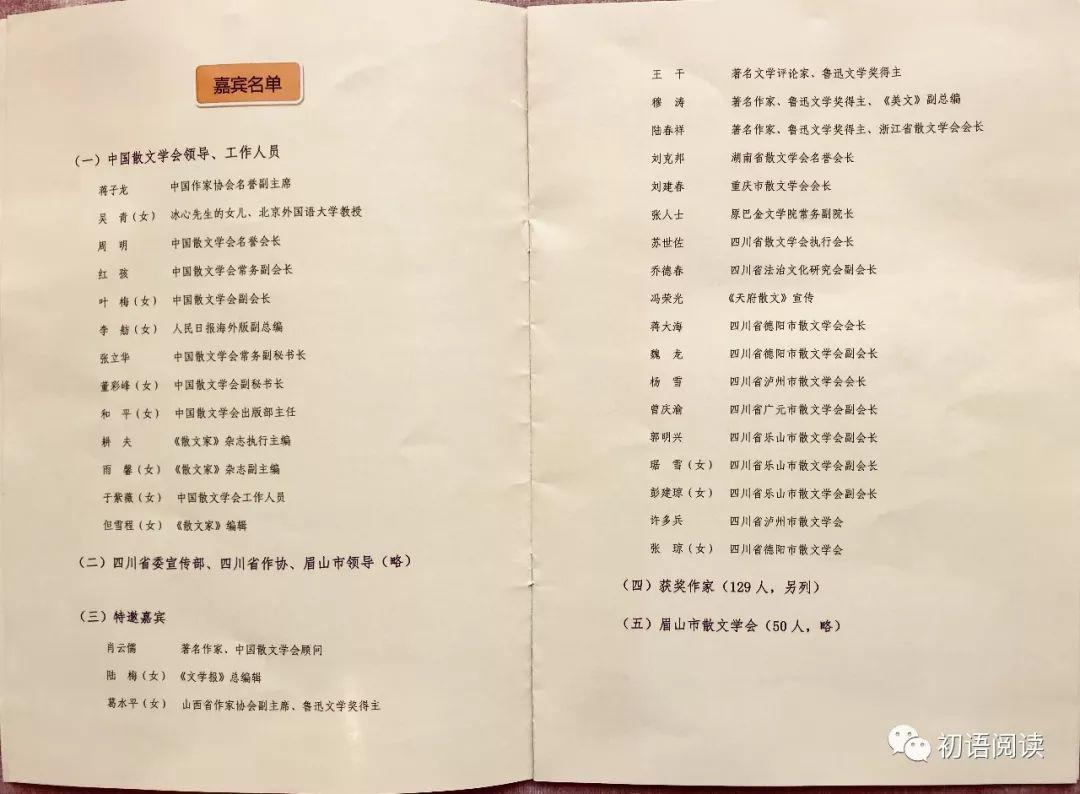 嘉宾名单
（一）中国散文学会领导、工作人员
蒋子龙 中国作家协会名誉副主席
吴 青（女） 冰心先生的女儿、北京外国语大学教授
周 明 中国散文学会名誉会长
红 孩 中国散文学会常务副会长
叶 梅（女） 中国散文学会副会长
李 舫（女） 人民日报海外版副总编
张立华 中国散文学会常务副秘书长
董彩峰（女） 中国散文学会副秘书长
和 平（女） 中国散文学会出版部主任
耕 夫 《散文家》杂志执行主编
雨 馨（女） 《散文家》杂志副主编
于紫薇（女） 中国散文学会工作人员
但雪程（女） 《散文家》编辑
（二）四川省委宣传部、四川省作协、眉山市领导（略）
（三）特邀嘉宾
肖云儒 著名作家、中国散文学会顾问
陆 梅（女） 《文学报》总编辑
葛水平（女） 山西省作家协会副主席、鲁迅文学奖得主
王 干 著名文学评论家、鲁迅文学奖得主
穆 涛 著名作家、鲁迅文学奖得主、《美文》副总编
陆春祥 著名作家、鲁迅文学奖得主、浙江省散文学会会长
刘克邦 湖南省散文学会名誉会长
刘建春 重庆市散文学会会长
张人士 原巴金文学院常务副院长
苏世佐 四川省散文学会执行会长
乔德春 四川省法治文化研究会副会长
冯荣光 《天府散文》宣传
蒋大海 四川省德阳市散文学会会长
魏 龙 四川省德阳市散文学会副会长
杨 雪 四川省泸州市散文学会会长
曾庆渝 四川省广元市散文学会副会长
郭明兴 四川省乐山市散文学会副会长
琚 雪（女） 四川省乐山市散文学会副会长
彭建琼（女） 四川省乐山市散文学会副会长
许多兵 四川省泸州市散文学会
张 琼（女） 四川省德阳市散文学会
（四）获奖作家（129 人，另列）
（五）眉山市散文学会（50 人，略）
初语阅读